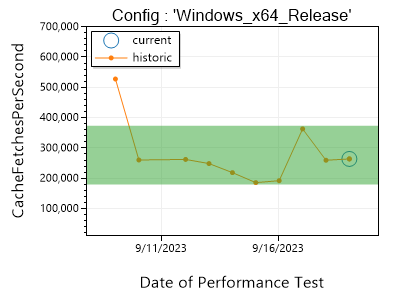 Config : 'Windows_x64_Release'
700,000
600,000
500,000
400,000
300,000
200,000
100,000
CacheFetchesPerSecond
current
historic
9/11/2023
9/16/2023
Date of Performance Test